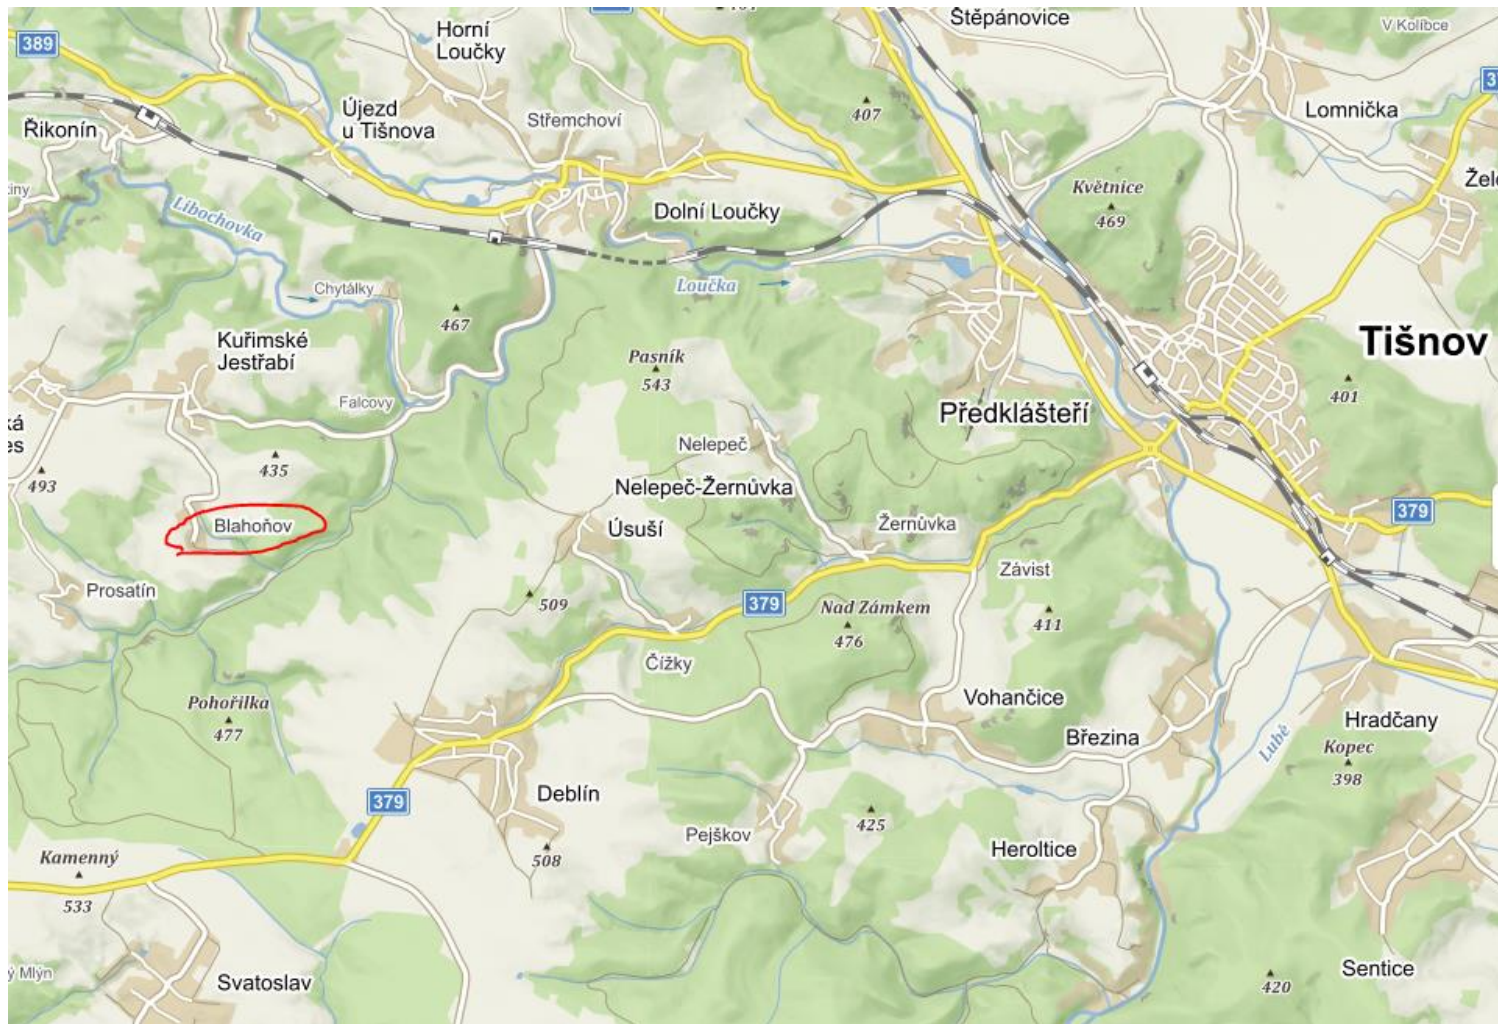 Štěpánovice
V Kolíbce
389
Horní
Loučky
Řikonín
Újezd
u Tišnova
Střemchoví
407
Lomnička
Květnice
469
Libochovka
Dolní Loučky
Loučka
Chytálky
467
Kuřimské
Jestřabí
Pasník
543
Tišnov
401
Falcovy
Předklášteří
Nelepeč
435
493
Nelepeč-Žernůvka
Blahoňov
Úsuší
Žernůvka
379
Závist
Prosatín
509
379
Nad Zámkem
476
411
Čížky
Pohořilka
477
Vohančice
Březina
Lubě
Hradčany
Kopec
398
Deblín
379
Pejškov
425
508
Heroltice
Kamenný
533
Svatoslav
Sentice
420